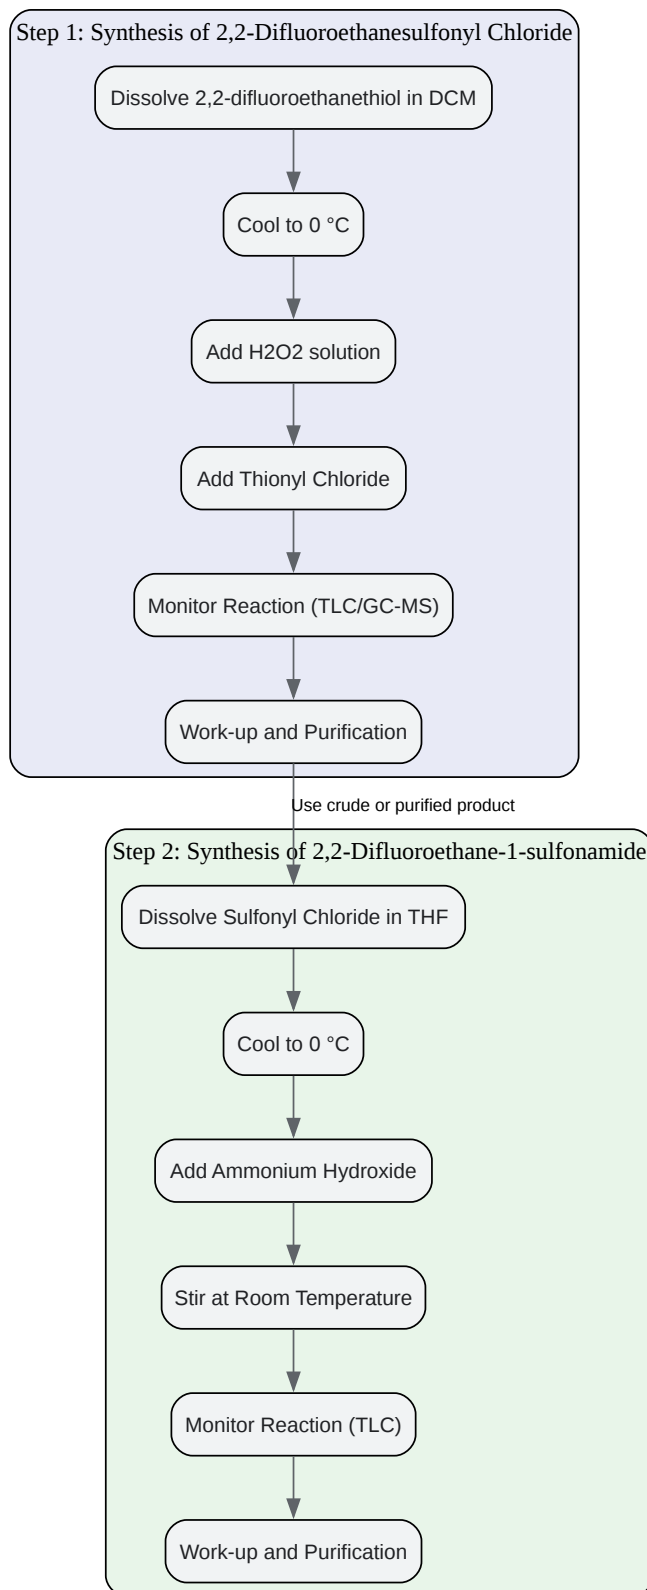 Step 1: Synthesis of 2,2-Difluoroethanesulfonyl Chloride
Dissolve 2,2-difluoroethanethiol in DCM
Cool to 0 °C
Add H2O2 solution
Add Thionyl Chloride
Monitor Reaction (TLC/GC-MS)
Work-up and Purification
Use crude or purified product
Step 2: Synthesis of 2,2-Difluoroethane-1-sulfonamide
Dissolve Sulfonyl Chloride in THF
Cool to 0 °C
Add Ammonium Hydroxide
Stir at Room Temperature
Monitor Reaction (TLC)
Work-up and Purification